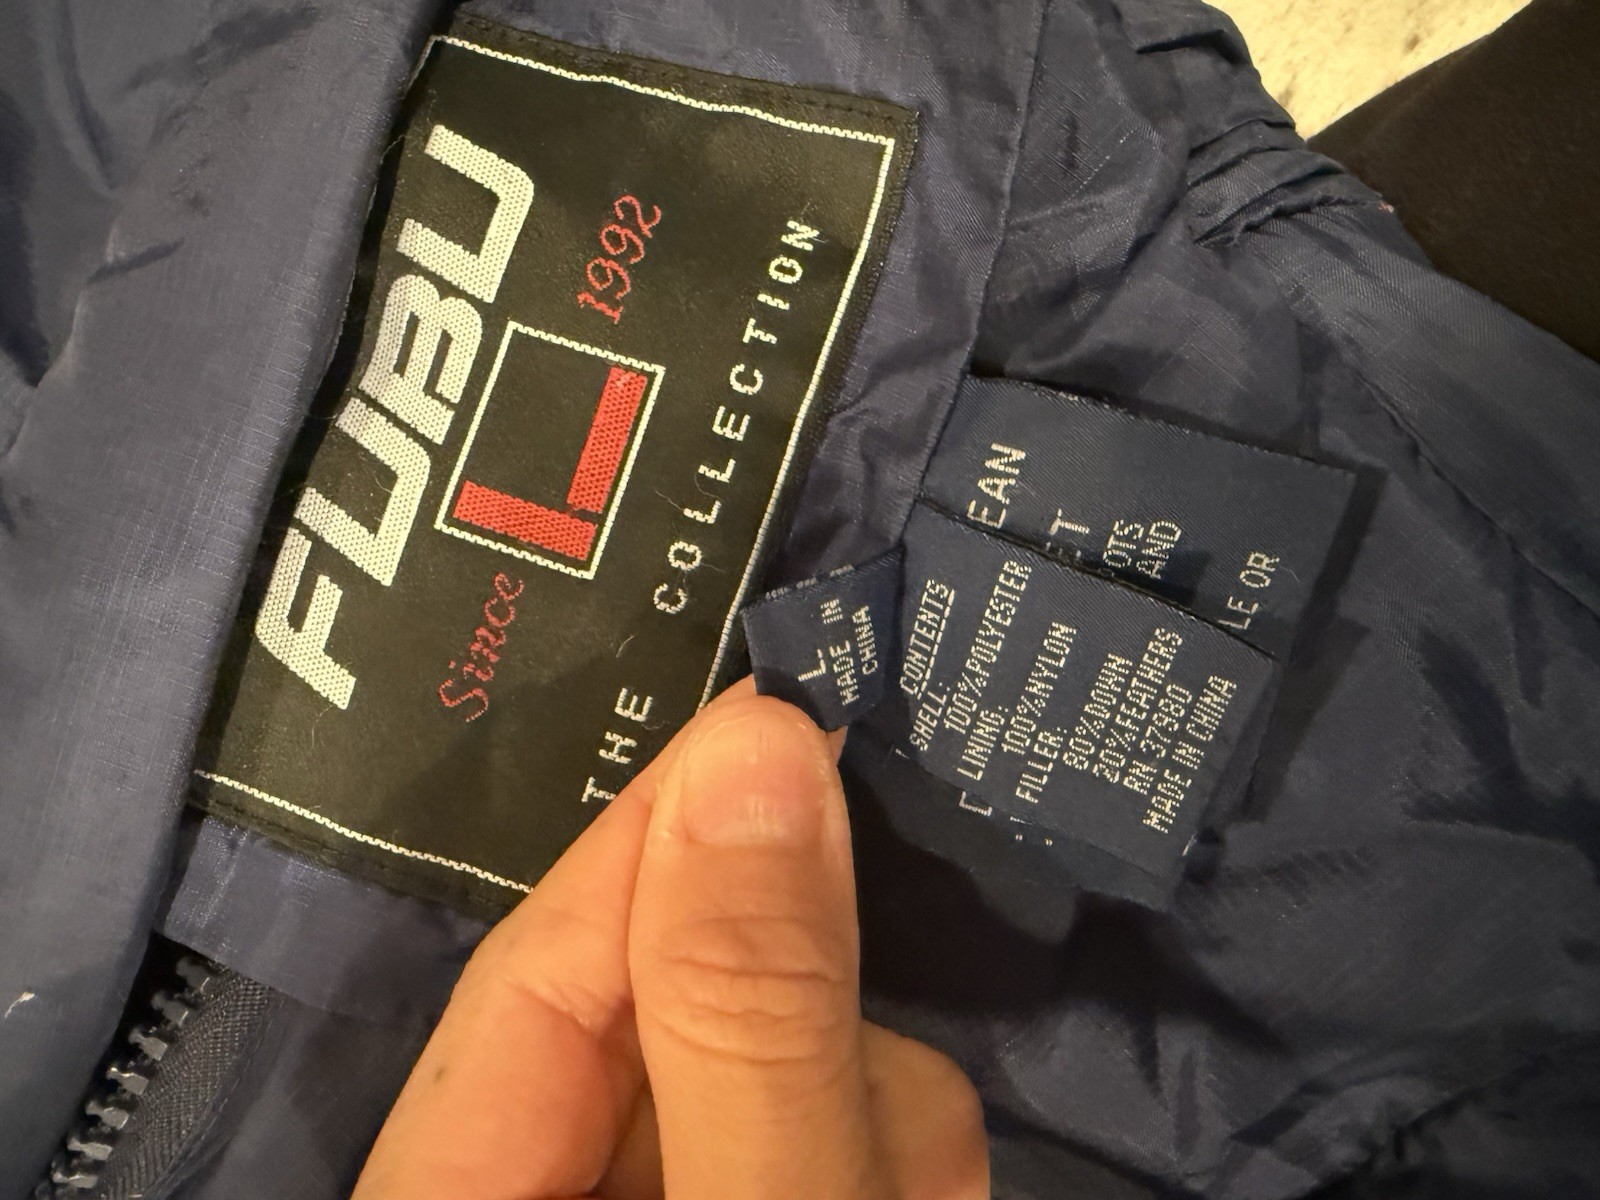 FUBU
Since L 1992
THE COLLECTION
L
MADE IN
CHINA
CONTENTS
SHELL:
100%POLYESTER
LINING:
100%NYLON
FILLER:
80%DOWN
20%FEATHERS
RN 37980
MADE IN CHINA
EAN
ET
OTS
AND
LE OR